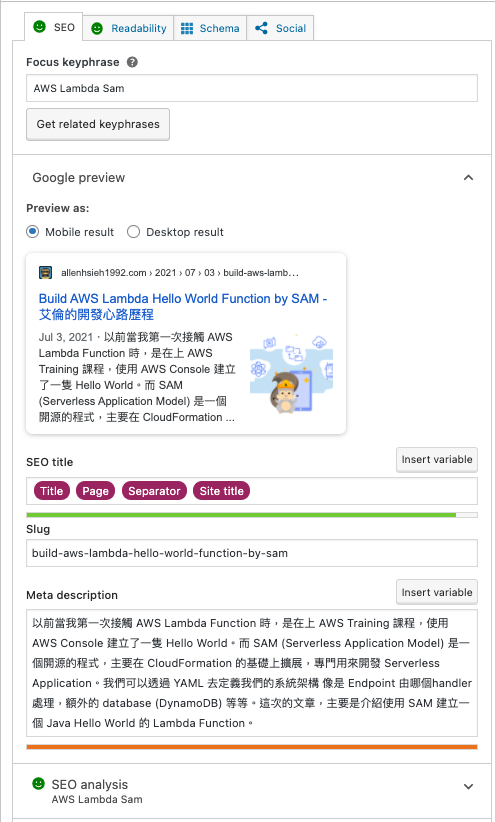 SEO Readability Schema Social
Focus keyphrase ?
AWS Lambda Sam
Get related keyphrases
Google preview
Preview as:
Mobile result Desktop result
allenhsieh1992.com › 2021 › 07 › 03 › build-aws-lamb...
Build AWS Lambda Hello World Function by SAM -
艾倫的開發心路歷程
Jul 3, 2021 · 以前當我第一次接觸 AWS
Lambda Function 時，是在上 AWS
Training 課程，使用 AWS Console 建立
了一隻 Hello World。而 SAM
(Serverless Application Model) 是一個
開源的程式，主要在 CloudFormation ...
SEO title Insert variable
Title Page Separator Site title
Slug
build-aws-lambda-hello-world-function-by-sam
Meta description Insert variable
以前當我第一次接觸 AWS Lambda Function 時，是在上 AWS Training 課程，使用
AWS Console 建立了一隻 Hello World。而 SAM (Serverless Application Model) 是一
個開源的程式，主要在 CloudFormation 的基礎上擴展，專門用來開發 Serverless
Application。我們可以透過 YAML 去定義我們的系統架構 像是 Endpoint 由哪個handler
處理，額外的 database (DynamoDB) 等等。這次的文章，主要是介紹使用 SAM 建立一
個 Java Hello World 的 Lambda Function。
SEO analysis
AWS Lambda Sam